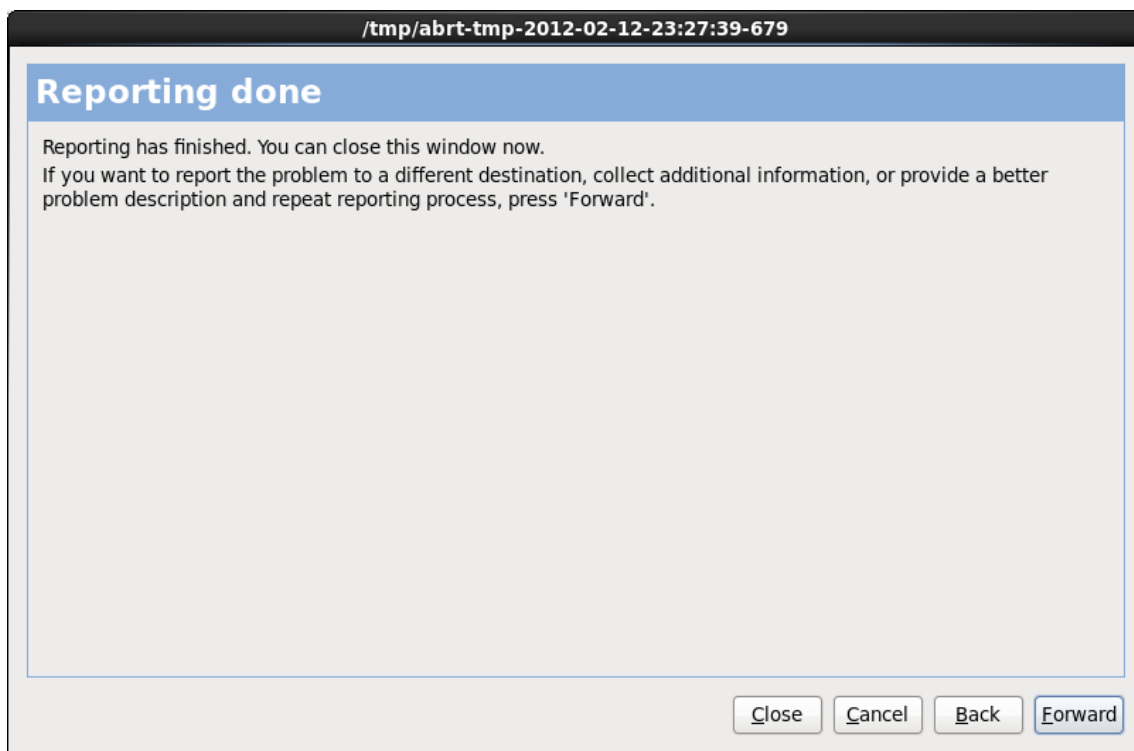 /tmp/abrt-tmp-2012-02-12-23:27:39-679
Reporting done
Reporting has finished. You can close this window now.
If you want to report the problem to a different destination, collect additional information, or provide a better
problem description and repeat reporting process, press 'Forward'.
Close Cancel Back Forward